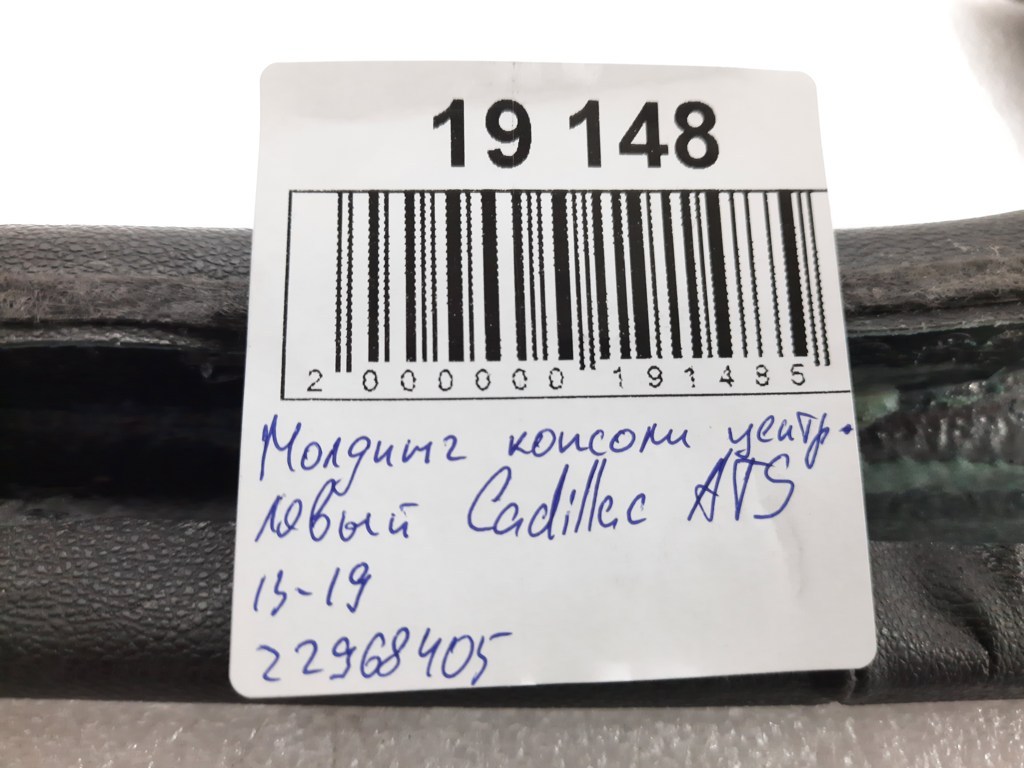 19 148
2 000000 191485
Молдинг консоли центр.
левый Cadillac ATS
13-19
22968405